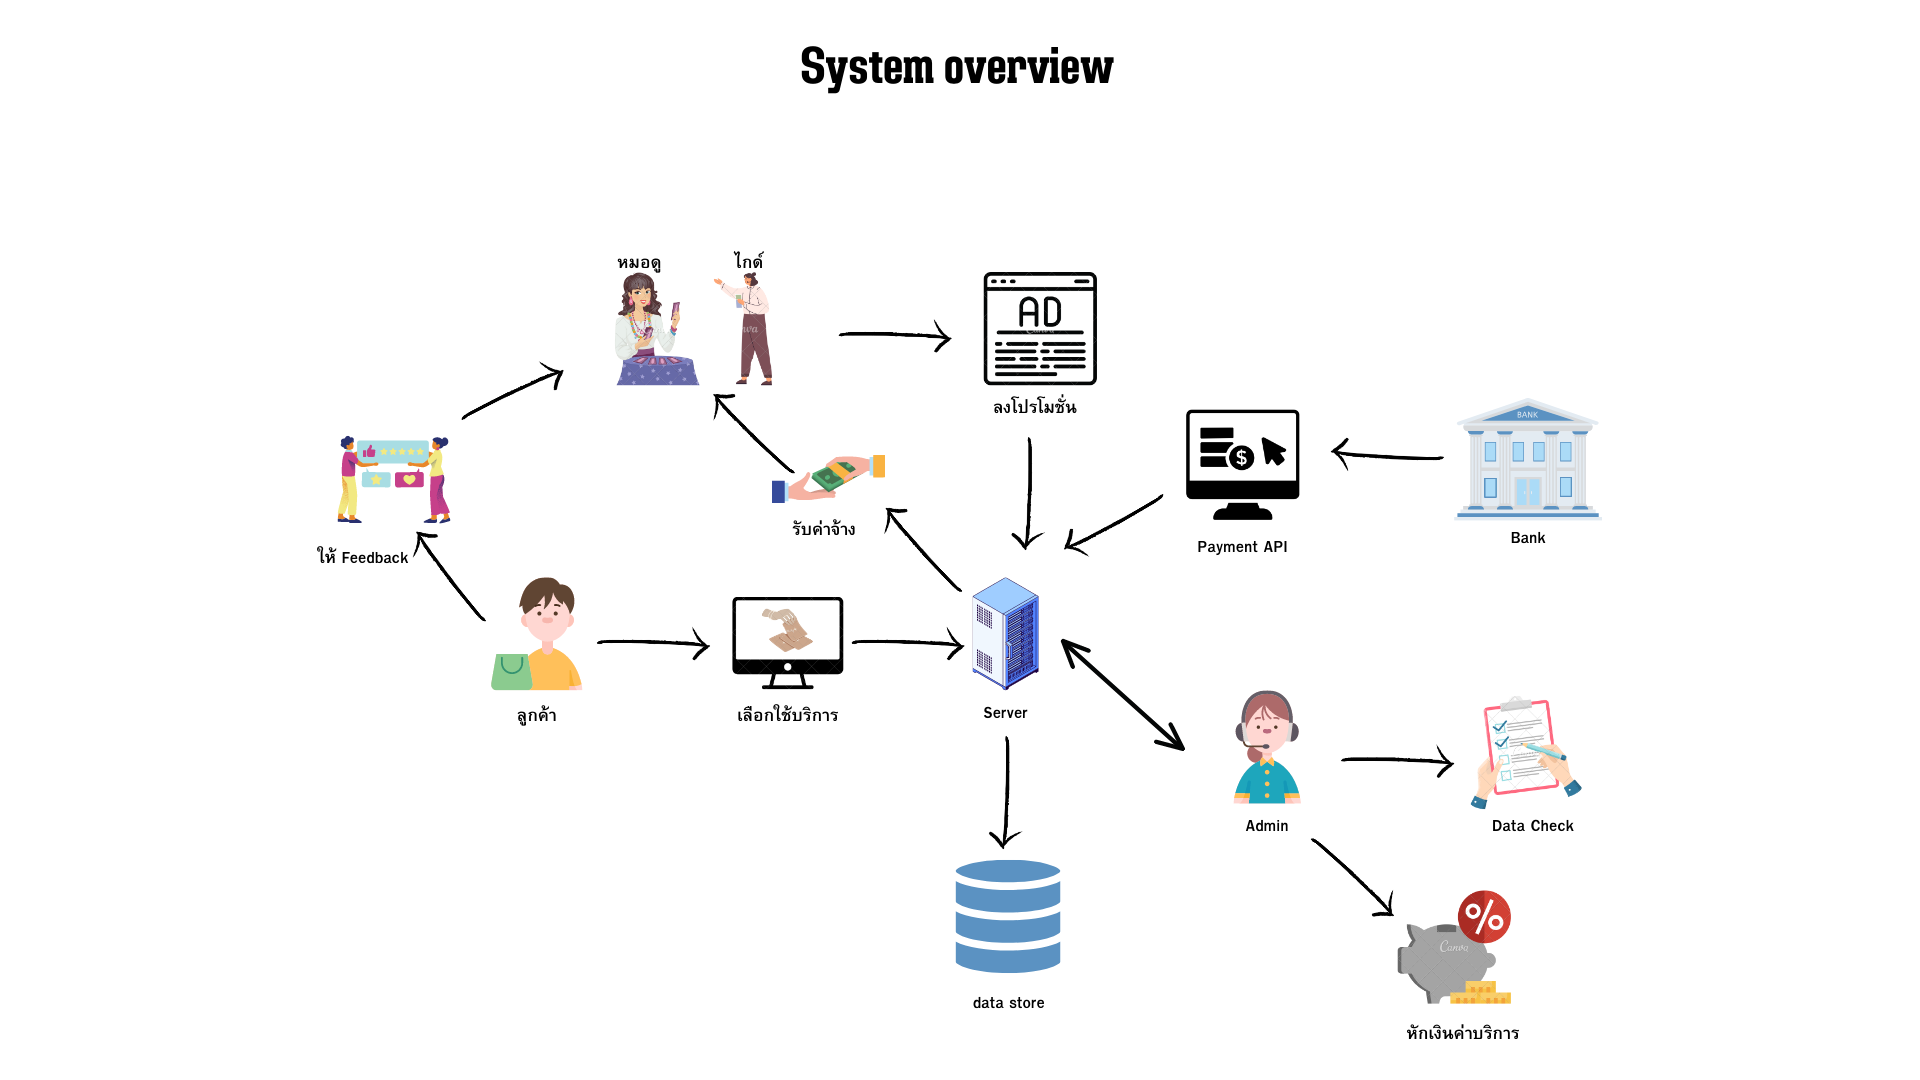 System overview
หมอดู
ไกด์
AD
ลงโปรโมชั่น
BANK
$
รับค่าจ้าง
Payment API
Bank
ให้ Feedback
ลูกค้า
เลือกใช้บริการ
Server
Admin
Data Check
%
Canva
data store
หักเงินค่าบริการ